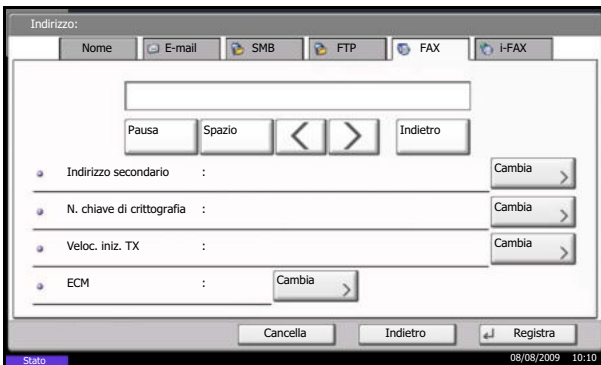 Indirizzo:
Nome E-mail SMB FTP FAX i-FAX
Pausa Spazio Indietro
Indirizzo secondario : Cambia
N. chiave di crittografia : Cambia
Veloc. iniz. TX : Cambia
ECM : Cambia
Cancella Indietro Registra
Stato 08/08/2009 10:10